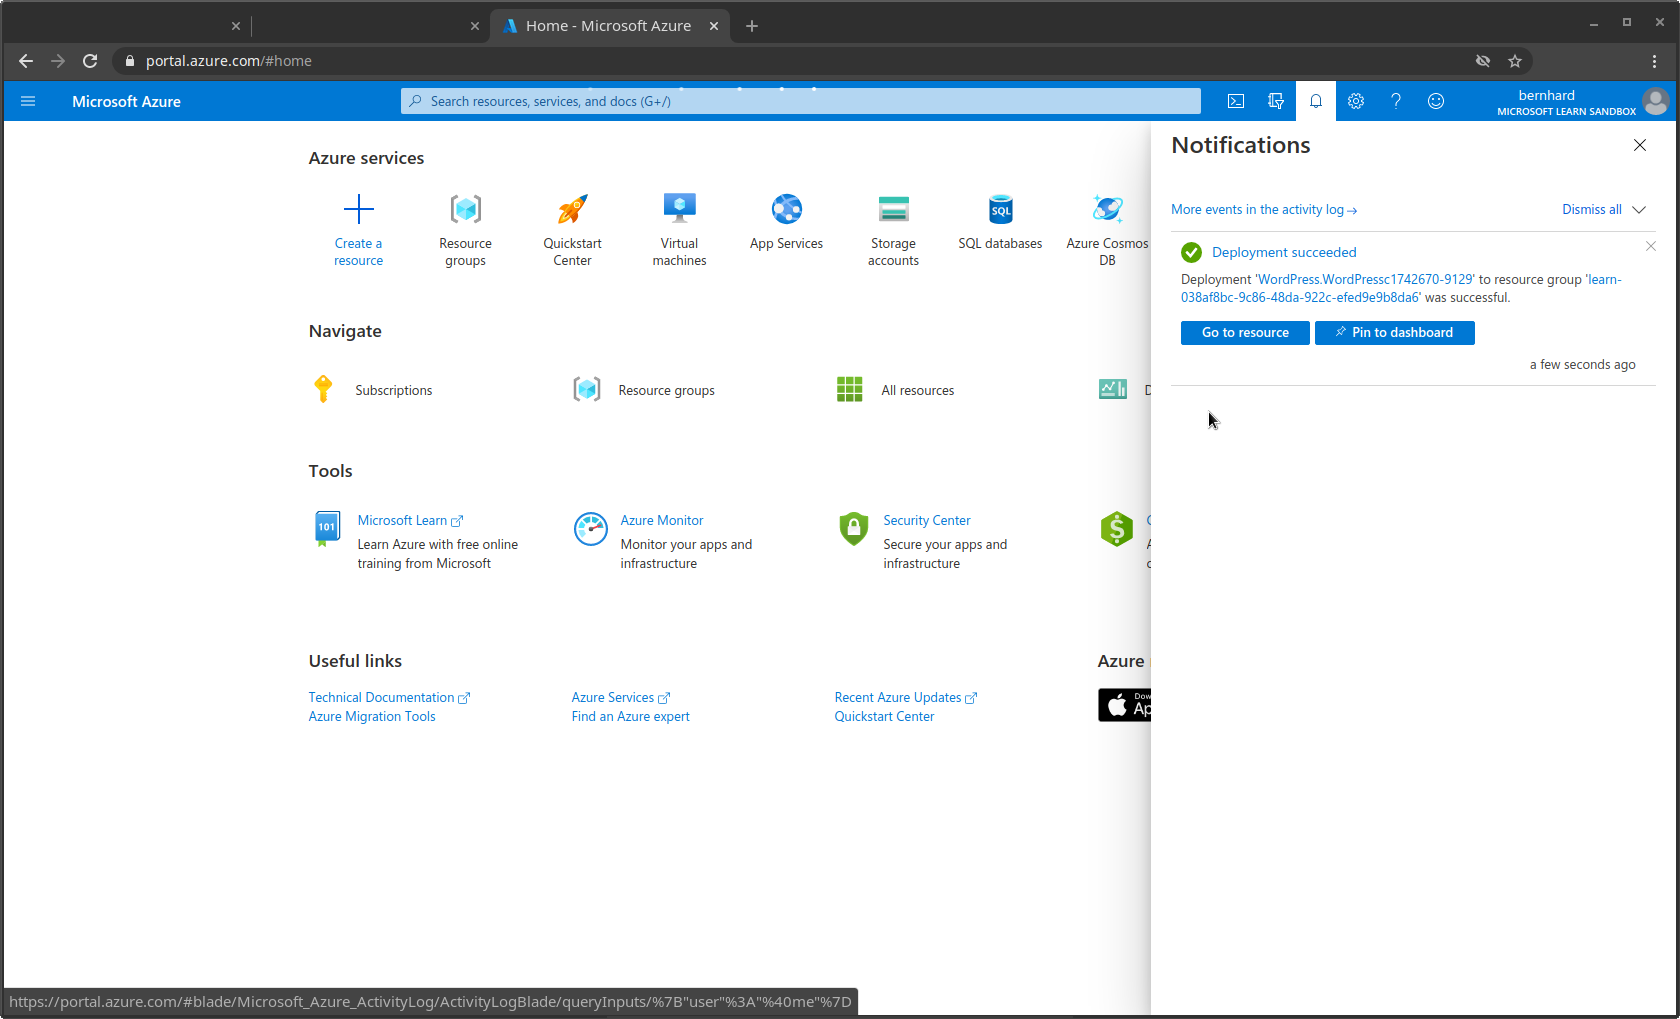 Home - Microsoft Azure
portal.azure.com/#home
Microsoft Azure
Search resources, services, and docs (G+/)
bernhard
MICROSOFT LEARN SANDBOX
Azure services
Create a
resource
Resource
groups
Quickstart
Center
Virtual
machines
App Services
Storage
accounts
SQL
SQL databases
Azure Cosmos
DB
Navigate
Subscriptions
Resource groups
All resources
D
Tools
101
Microsoft Learn
Learn Azure with free online
training from Microsoft
Azure Monitor
Monitor your apps and
infrastructure
Security Center
Secure your apps and
infrastructure
$
Useful links
Technical Documentation
Azure Migration Tools
Azure Services
Find an Azure expert
Recent Azure Updates
Quickstart Center
Azure
Dow
Ap
Notifications
More events in the activity log →
Dismiss all
Deployment succeeded
Deployment 'WordPress.WordPressc1742670-9129' to resource group 'learn-
038af8bc-9c86-48da-922c-efed9e9b8da6' was successful.
Go to resource
Pin to dashboard
a few seconds ago
https://portal.azure.com/#blade/Microsoft_Azure_ActivityLog/ActivityLogBlade/queryInputs/%7B"user"%3A"%40me"%7D